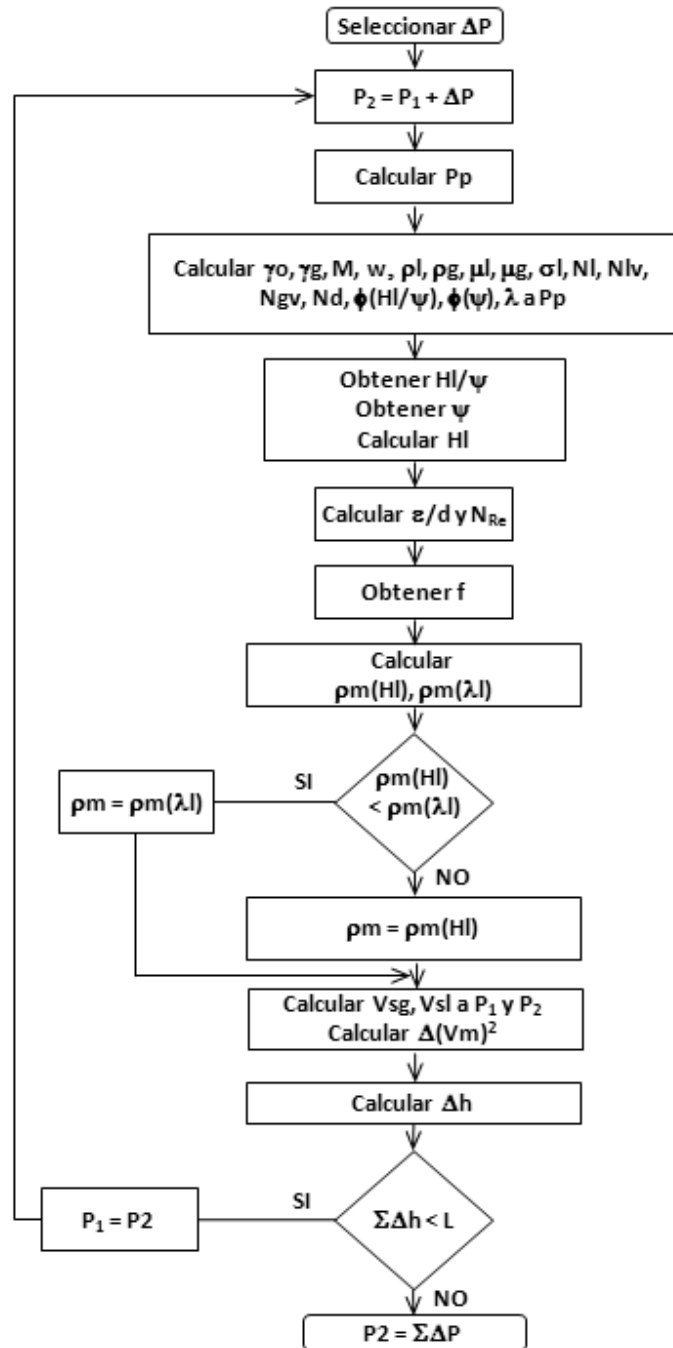 Seleccionar ΔP
P₂ = P₁ + ΔP
Calcular Pp
Calcular γo, γg, M, w, ρl, ρg, μl, μg, σl, Nl, Nlv,
Ngv, Nd, ϕ(Hl/ψ), ϕ(ψ), λ a Pp
Obtener Hl/ψ
Obtener ψ
Calcular Hl
Calcular ε/d y N_Re
Obtener f
Calcular
ρm(Hl), ρm(λl)
ρm(Hl)
< ρm(λl)
SI
ρm = ρm(λl)
NO
ρm = ρm(Hl)
Calcular Vsg, Vsl a P₁ y P₂
Calcular Δ(Vm)²
Calcular Δh
ΣΔh < L
SI
P₁ = P2
NO
P2 = ΣΔP